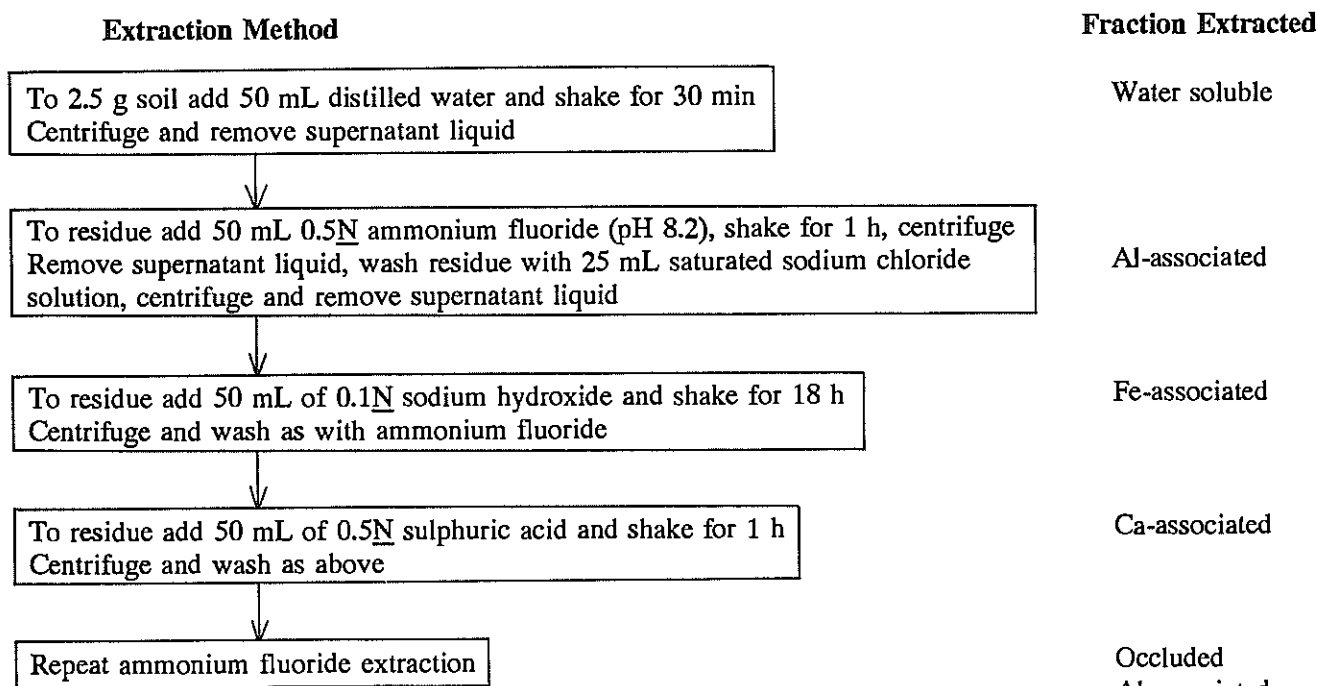 Extraction Method
Fraction Extracted
To 2.5 g soil add 50 mL distilled water and shake for 30 min
Centrifuge and remove supernatant liquid
Water soluble
To residue add 50 mL 0.5N ammonium fluoride (pH 8.2), shake for 1 h, centrifuge
Remove supernatant liquid, wash residue with 25 mL saturated sodium chloride
solution, centrifuge and remove supernatant liquid
Al-associated
To residue add 50 mL of 0.1N sodium hydroxide and shake for 18 h
Centrifuge and wash as with ammonium fluoride
Fe-associated
To residue add 50 mL of 0.5N sulphuric acid and shake for 1 h
Centrifuge and wash as above
Ca-associated
Repeat ammonium fluoride extraction
Occluded